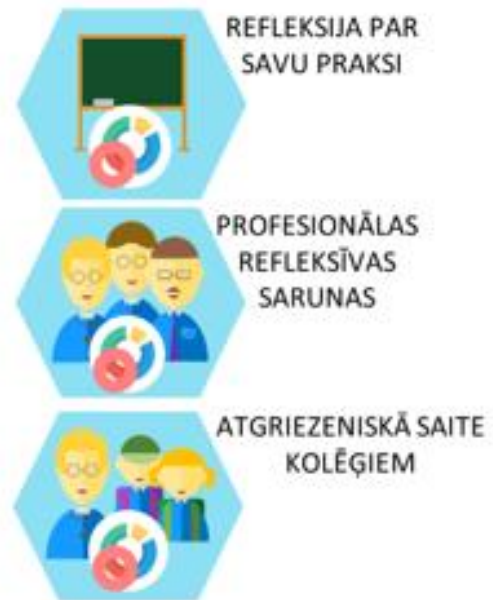 REFLEKSIJA PAR
SAVU PRAKSI
PROFESIONĀLAS
REFLEKSĪVAS
SARUNAS
ATGRIEZENISKĀ SAITE
KOLĒĢIEM